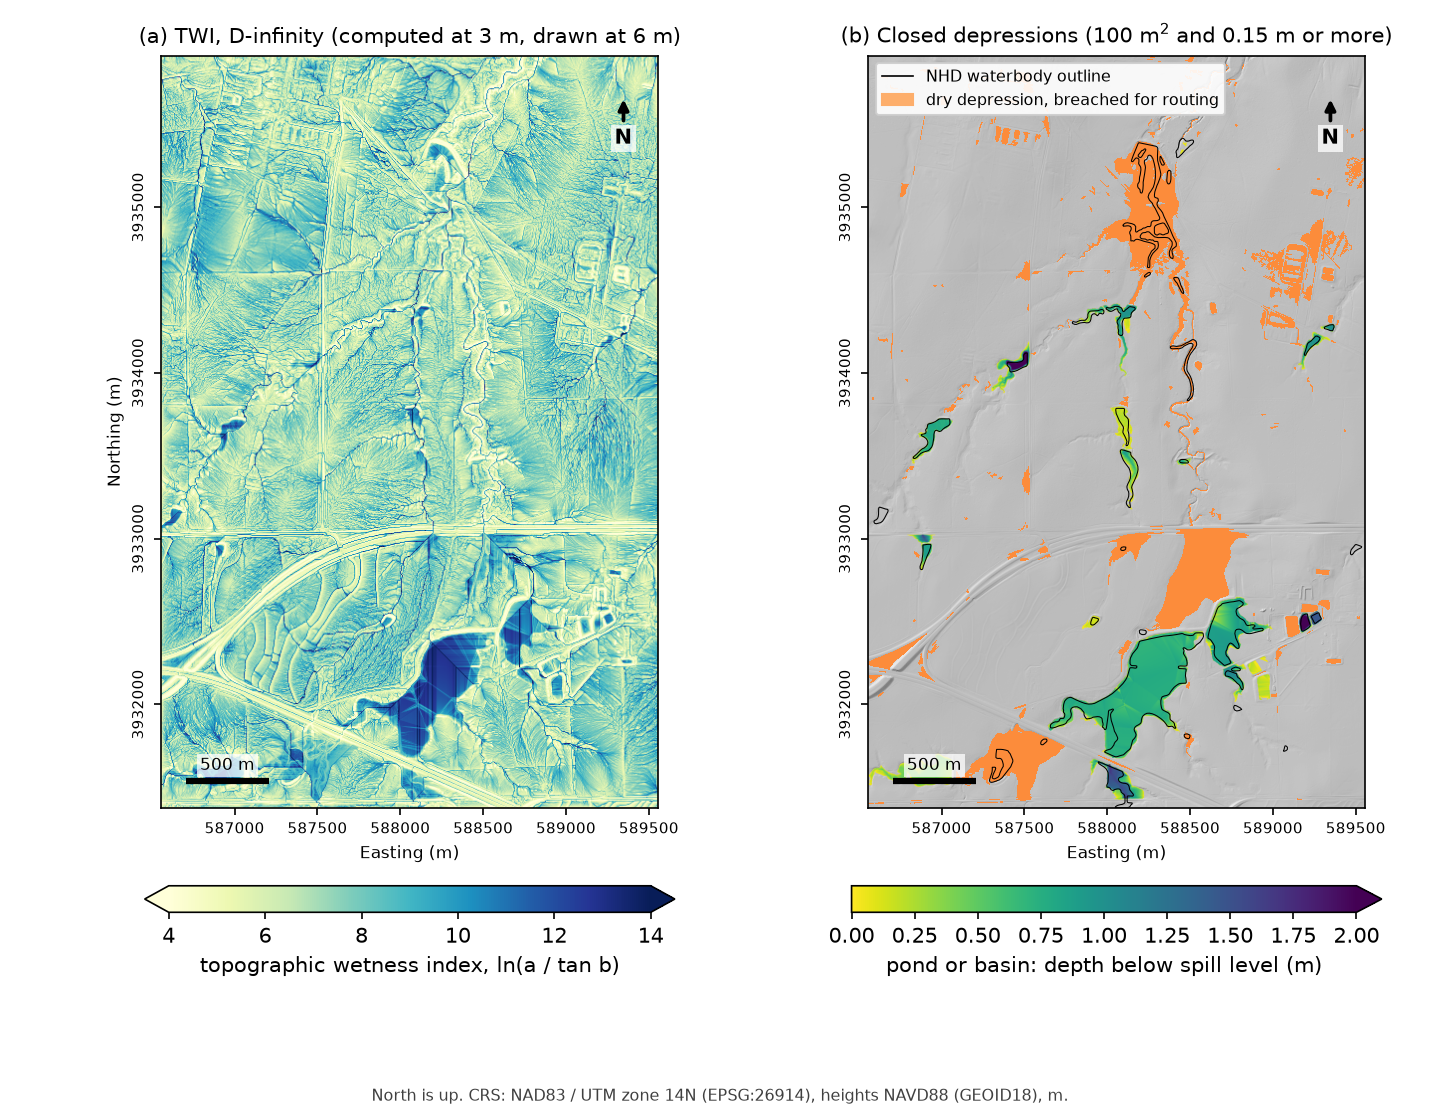 (a) TWI, D-infinity (computed at 3 m, drawn at 6 m)
N
500 m
3935000
3934000
3933000
3932000
Northing (m)
587000 587500 588000 588500 589000 589500
Easting (m)
4 6 8 10 12 14
topographic wetness index, ln(a / tan b)
(b) Closed depressions (100 m² and 0.15 m or more)
NHD waterbody outline
dry depression, breached for routing
N
500 m
3935000
3934000
3933000
3932000
587000 587500 588000 588500 589000 589500
Easting (m)
0.00 0.25 0.50 0.75 1.00 1.25 1.50 1.75 2.00
pond or basin: depth below spill level (m)
North is up. CRS: NAD83 / UTM zone 14N (EPSG:26914), heights NAVD88 (GEOID18), m.